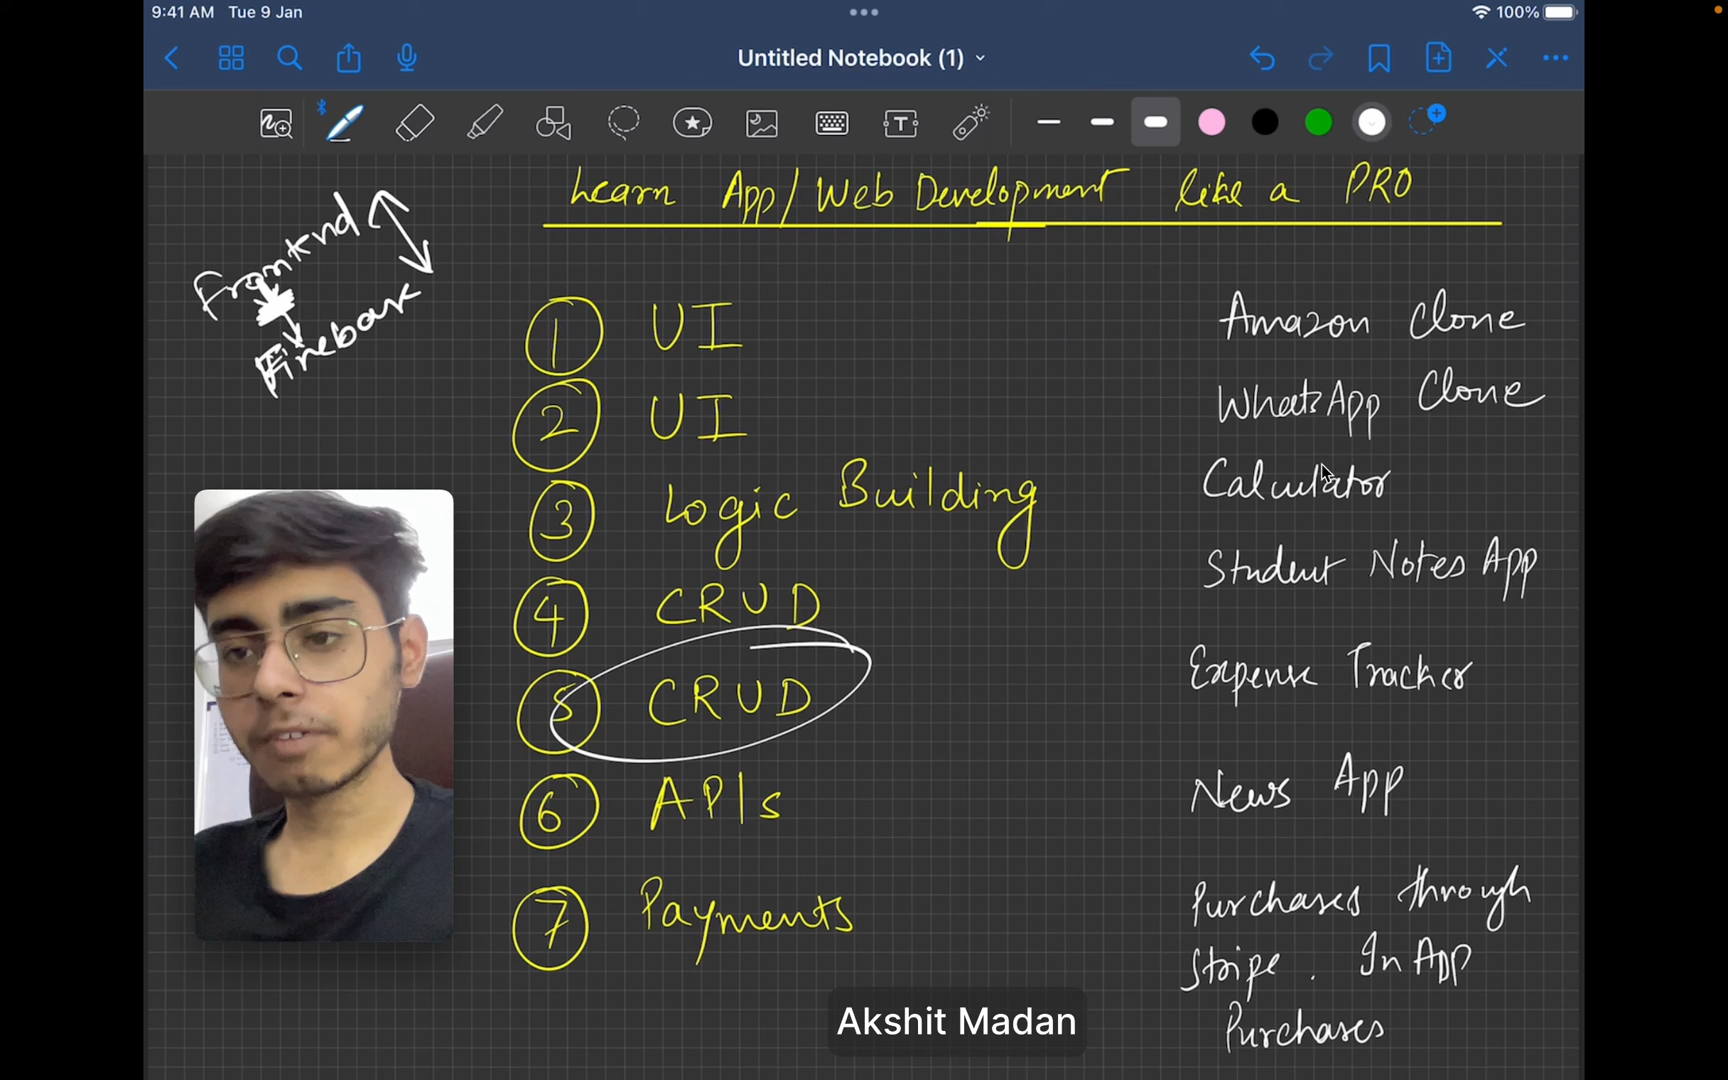 9:41 AM Tue 9 Jan
100%
Untitled Notebook (1)
Learn App/Web Development like a PRO
Frontend
Firebase
1 UI
Amazon Clone
2 UI
WhatsApp Clone
3 Logic Building
Calculator
4 CRUD
Student Notes App
5 CRUD
Expense Tracker
6 APIs
News App
7 Payments
Purchases through
Stripe. In App
Purchases
Akshit Madan